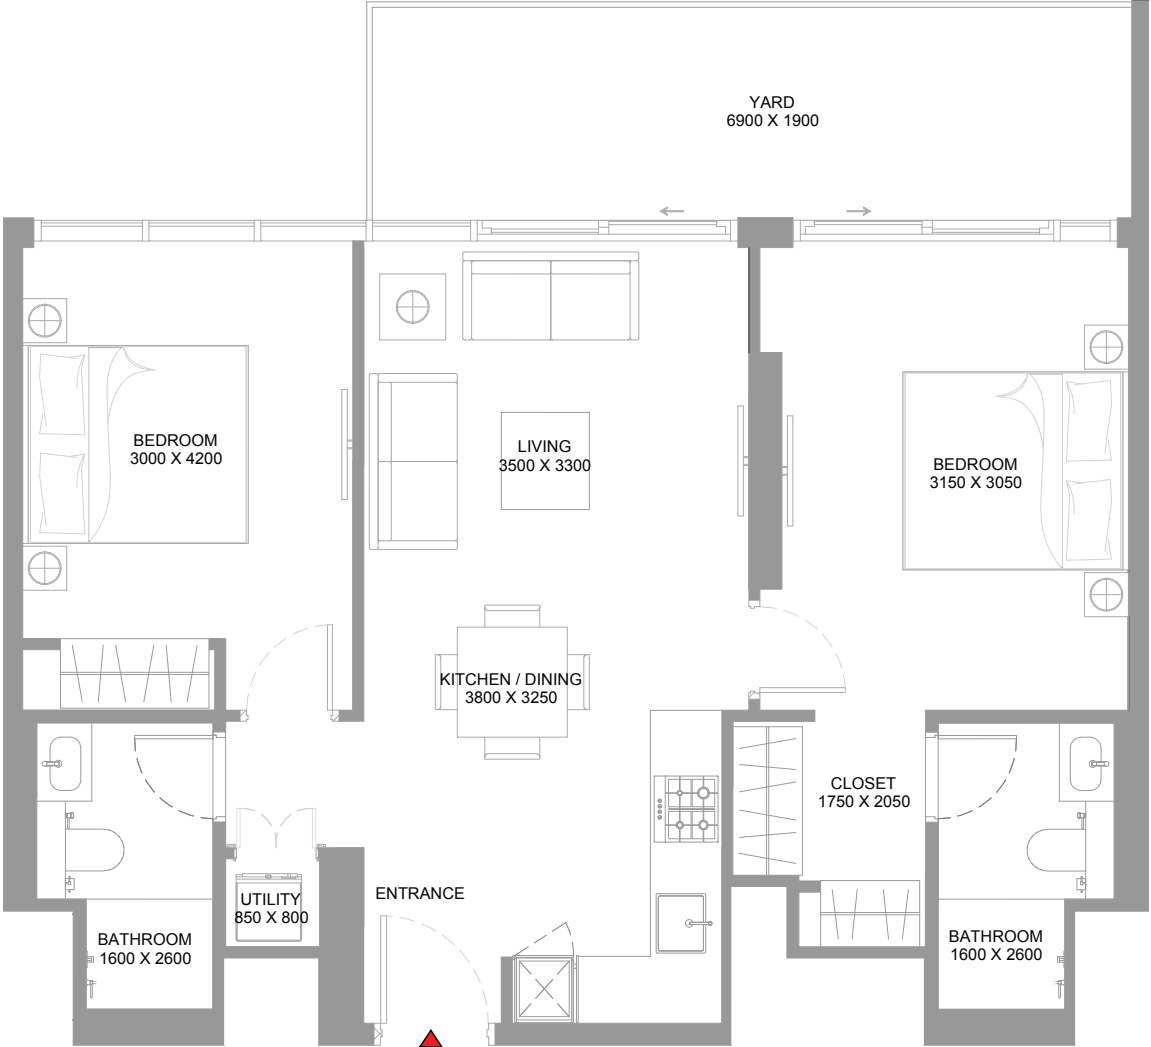 YARD
6900 X 1900
BEDROOM
3000 X 4200
LIVING
3500 X 3300
BEDROOM
3150 X 3050
KITCHEN / DINING
3800 X 3250
CLOSET
1750 X 2050
ENTRANCE
UTILITY
850 X 800
BATHROOM
1600 X 2600
BATHROOM
1600 X 2600